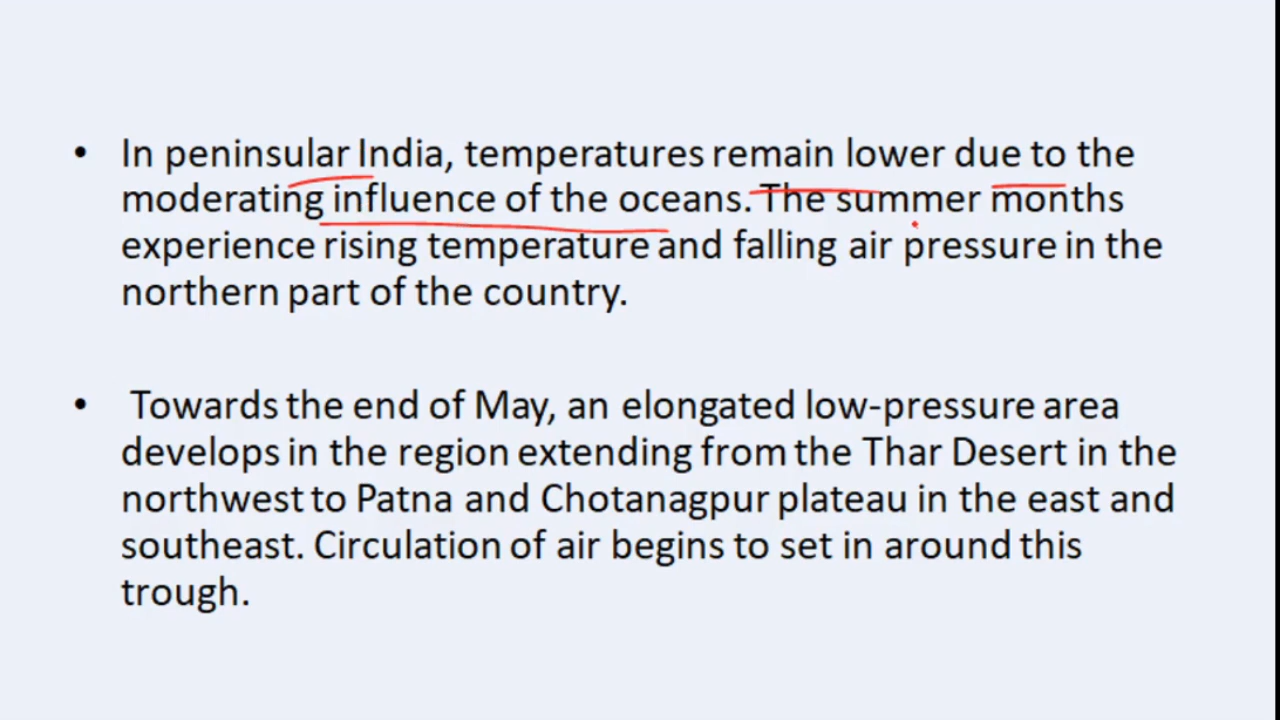 • In peninsular India, temperatures remain lower due to the
moderating influence of the oceans. The summer months
experience rising temperature and falling air pressure in the
northern part of the country.
• Towards the end of May, an elongated low-pressure area
develops in the region extending from the Thar Desert in the
northwest to Patna and Chotanagpur plateau in the east and
southeast. Circulation of air begins to set in around this
trough.